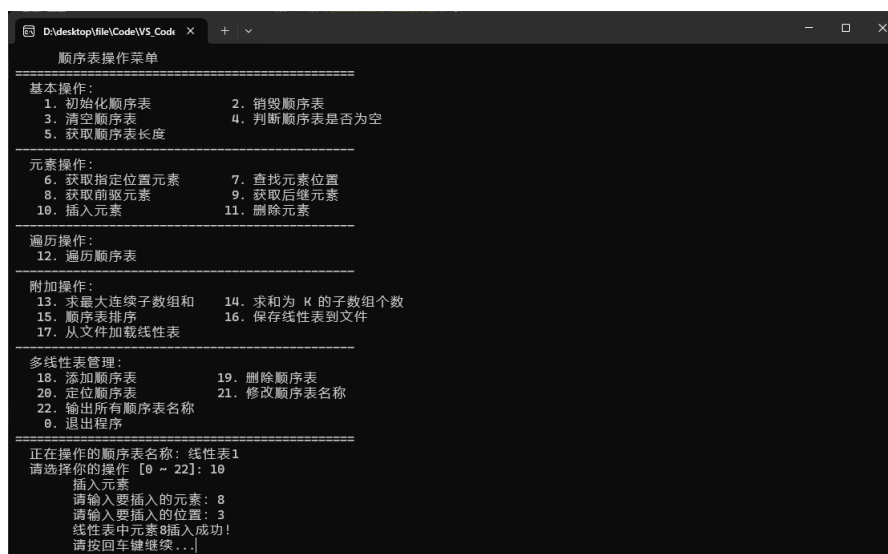 D:\desktop\file\Code\VS_Code
顺序表操作菜单
基本操作:
1. 初始化顺序表 2. 销毁顺序表
3. 清空顺序表 4. 判断顺序表是否为空
5. 获取顺序表长度
元素操作:
6. 获取指定位置元素 7. 查找元素位置
8. 获取前驱元素 9. 获取后继元素
10. 插入元素 11. 删除元素
遍历操作:
12. 遍历顺序表
附加操作:
13. 求最大连续子数组和 14. 求和为 K 的子数组个数
15. 顺序表排序 16. 保存线性表到文件
17. 从文件加载线性表
多线性表管理:
18. 添加顺序表 19. 删除顺序表
20. 定位顺序表 21. 修改顺序表名称
22. 输出所有顺序表名称
0. 退出程序
正在操作的顺序表名称: 线性表1
请选择你的操作 [0 ~ 22]: 10
插入元素
请输入要插入的元素: 8
请输入要插入的位置: 3
线性表中元素8插入成功!
请按回车键继续...